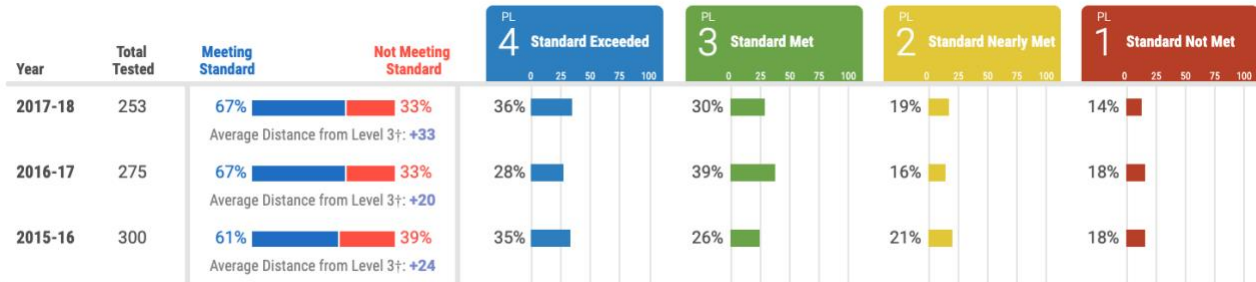 PL PL PL PL
4 Standard Exceeded 3 Standard Met 2 Standard Nearly Met 1 Standard Not Met
Total Meeting Not Meeting
Year Tested Standard Standard
0 25 50 75 100 0 25 50 75 100 0 25 50 75 100 0 25 50 75 100
2017-18 253 67% 33% 36% 30% 19% 14%
Average Distance from Level 3†: +33
2016-17 275 67% 33% 28% 39% 16% 18%
Average Distance from Level 3†: +20
2015-16 300 61% 39% 35% 26% 21% 18%
Average Distance from Level 3†: +24